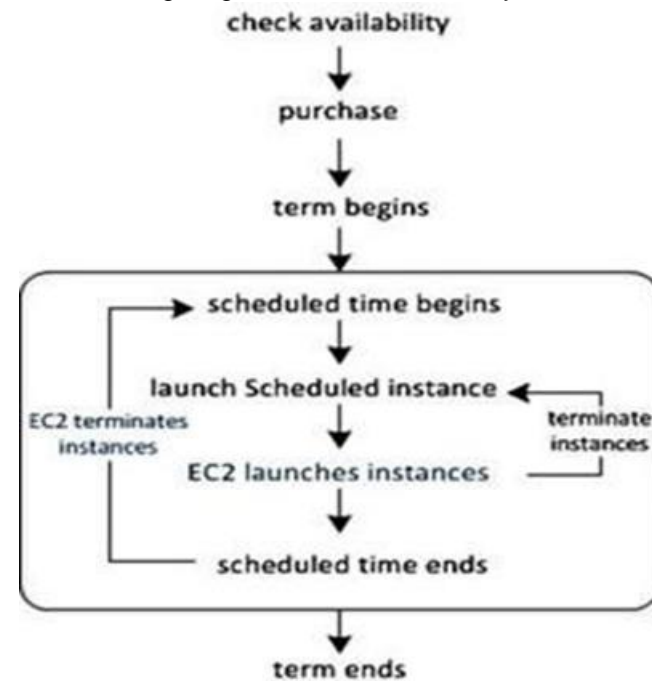 check availability
purchase
term begins
scheduled time begins
launch Scheduled instance
EC2 terminates
instances
terminate
instances
EC2 launches instances
scheduled time ends
term ends